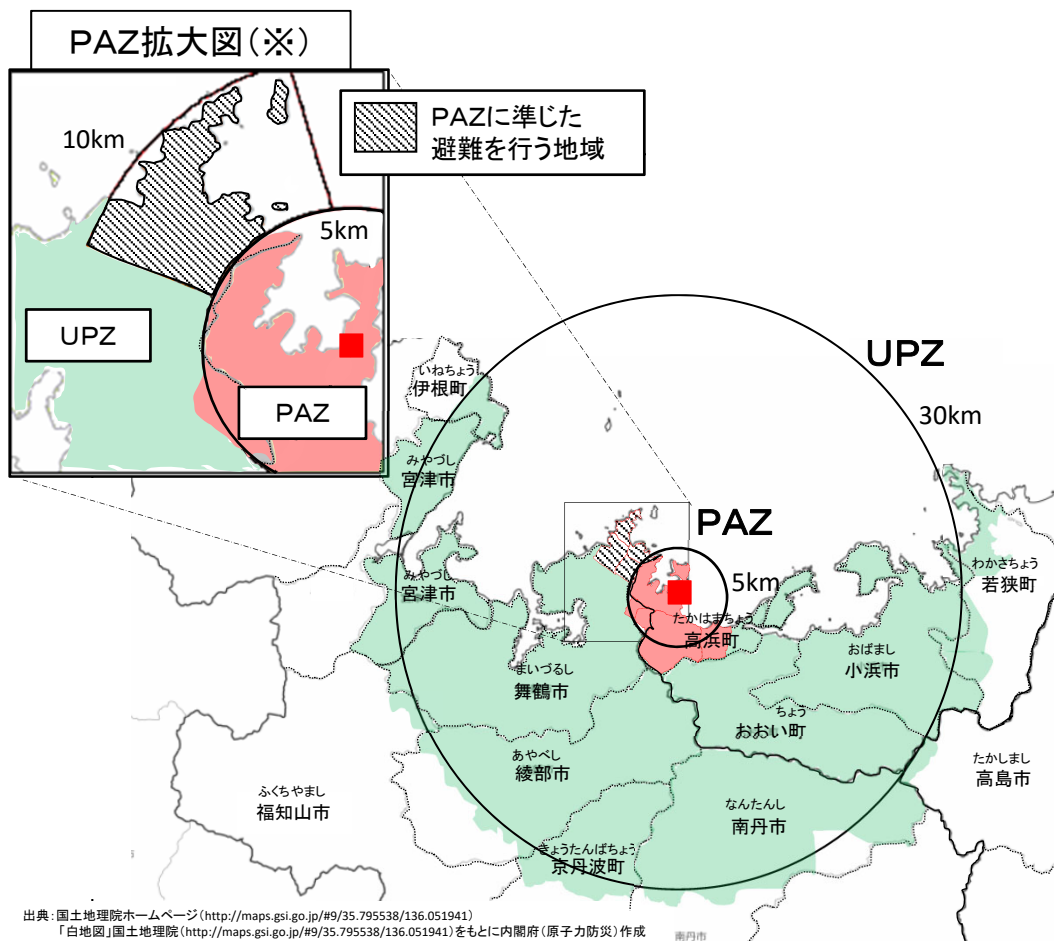 PAZ拡大図(※)
PAZに準じた
避難を行う地域
10km
5km
UPZ
PAZ
UPZ
30km
PAZ
5km
いねちょう
伊根町
みやづし
宮津市
みやづし
宮津市
わかさちょう
若狭町
たかはまちょう
高浜町
おばまし
小浜市
まいづるし
舞鶴市
ちょう
おおい町
あやべし
綾部市
たかしまし
高島市
ふくちやまし
福知山市
なんたんし
南丹市
きょうたんばちょう
京丹波町
出典:国土地理院ホームページ(http://maps.gsi.go.jp/#9/35.795538/136.051941)
「白地図」国土地理院(http://maps.gsi.go.jp/#9/35.795538/136.051941)をもとに内閣府(原子力防災)作成
南丹市